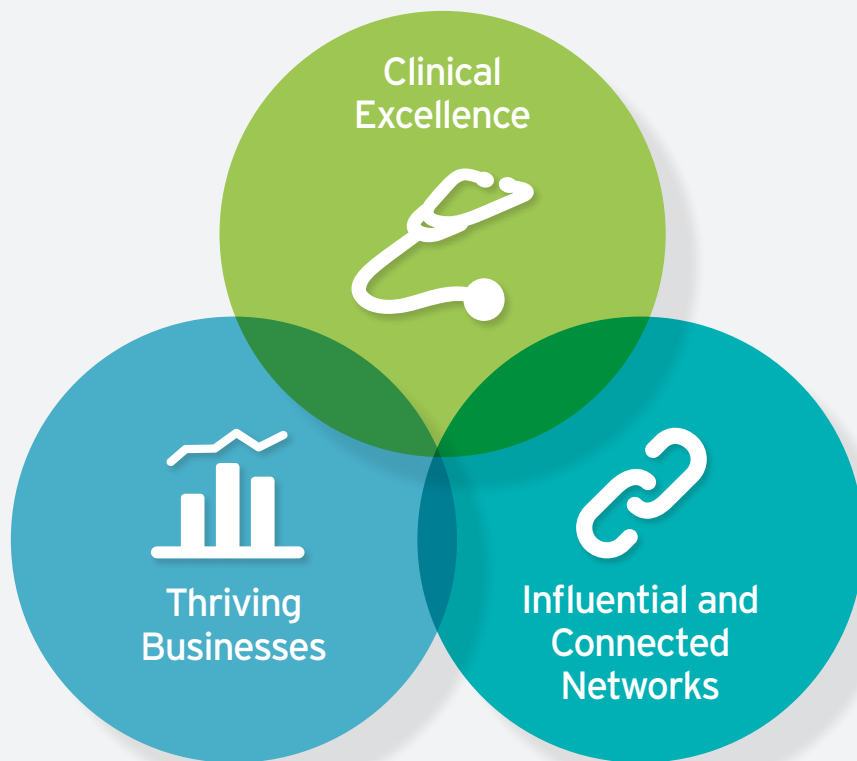 Clinical
Excellence
Thriving
Businesses
Influential and
Connected
Networks